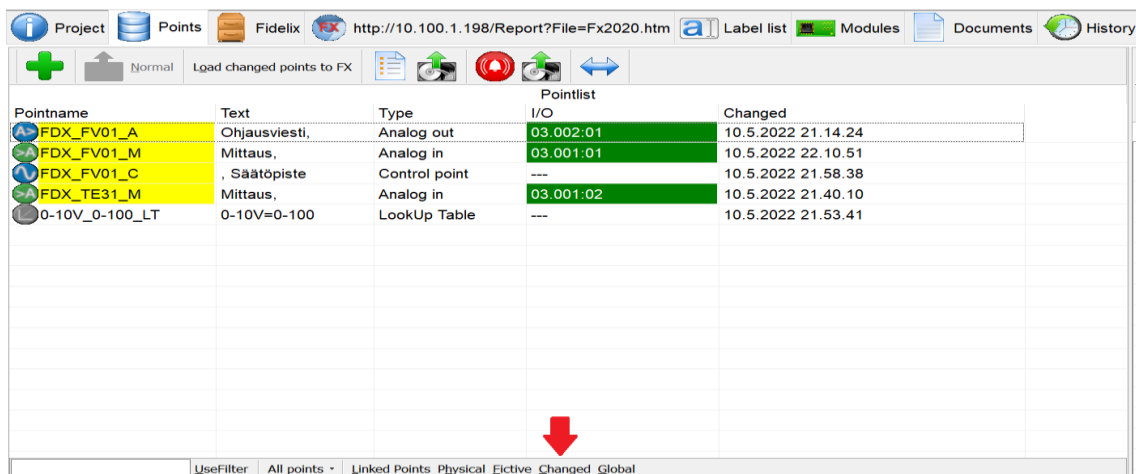 Project Points Fidelix FX http://10.100.1.198/Report?File=Fx2020.htm a Label list Modules Documents History
Normal Load changed points to FX
Pointlist
Pointname Text Type I/O Changed
A> FDX_FV01_A Ohjausviesti, Analog out 03.002:01 10.5.2022 21.14.24
>A FDX_FV01_M Mittaus, Analog in 03.001:01 10.5.2022 22.10.51
FDX_FV01_C , Säätöpiste Control point --- 10.5.2022 21.58.38
>A FDX_TE31_M Mittaus, Analog in 03.001:02 10.5.2022 21.40.10
0-10V_0-100_LT 0-10V=0-100 LookUp Table --- 10.5.2022 21.53.41
UseFilter All points Linked Points Physical Fictive Changed Global